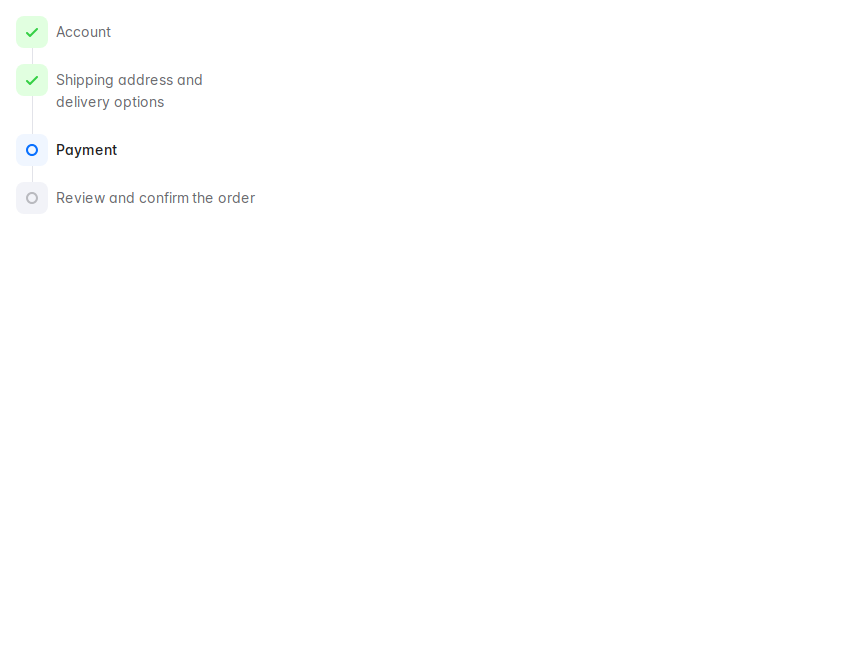 Account
Shipping address and
delivery options
Payment
Review and confirm the order